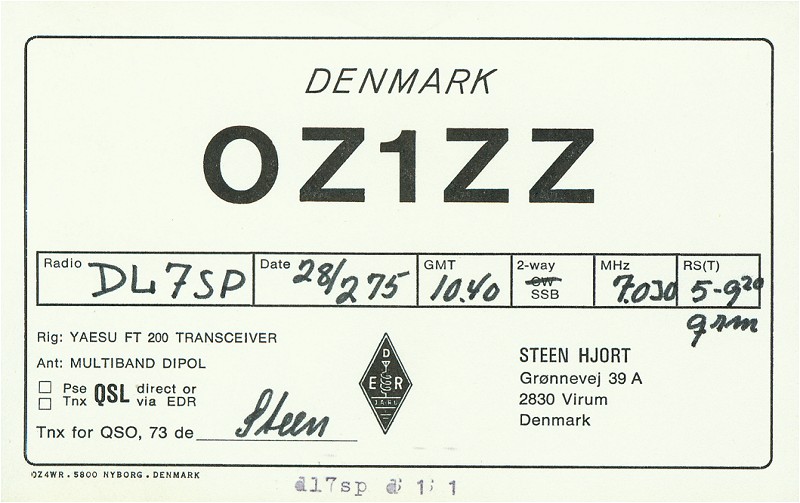 DENMARK
OZ1ZZ
Radio DL7SP Date 28/2 75 GMT 10.40 2-way CW SSB MHz 7.030 RS(T) 5-9 20
qrm
Rig: YAESU FT 200 TRANSCEIVER
Ant: MULTIBAND DIPOL
Pse Tnx QSL direct or via EDR
Tnx for QSO, 73 de Steen
D
E R
I.A.R.U.
STEEN HJORT
Grønnevej 39 A
2830 Virum
Denmark
OZ4WR . 5800 NYBORG . DENMARK
dl7sp